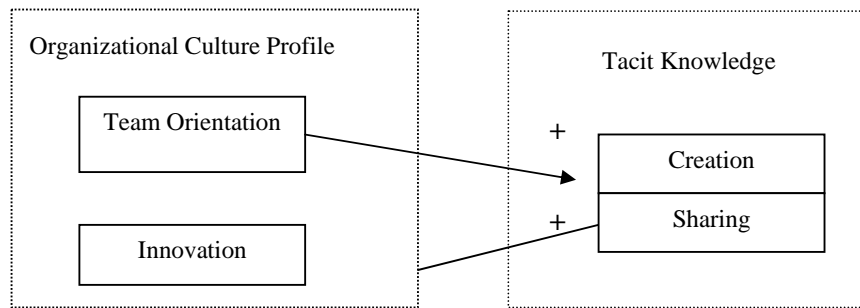 Organizational Culture Profile
Team Orientation
Innovation
Tacit Knowledge
+
Creation
+
Sharing